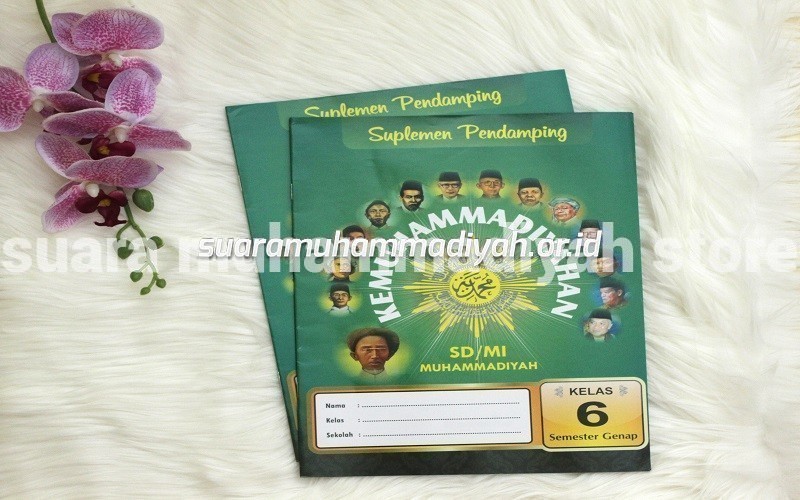 Suplemen Pendamping
Suplemen Pendamping
KEMUHAMMADIYAHAN
suara muhammadiyah store
suaramuhammadiyah.or.id
محمدية
SD/MI
MUHAMMADIYAH
Nama :
Kelas :
Sekolah :
KELAS
6
Semester Genap